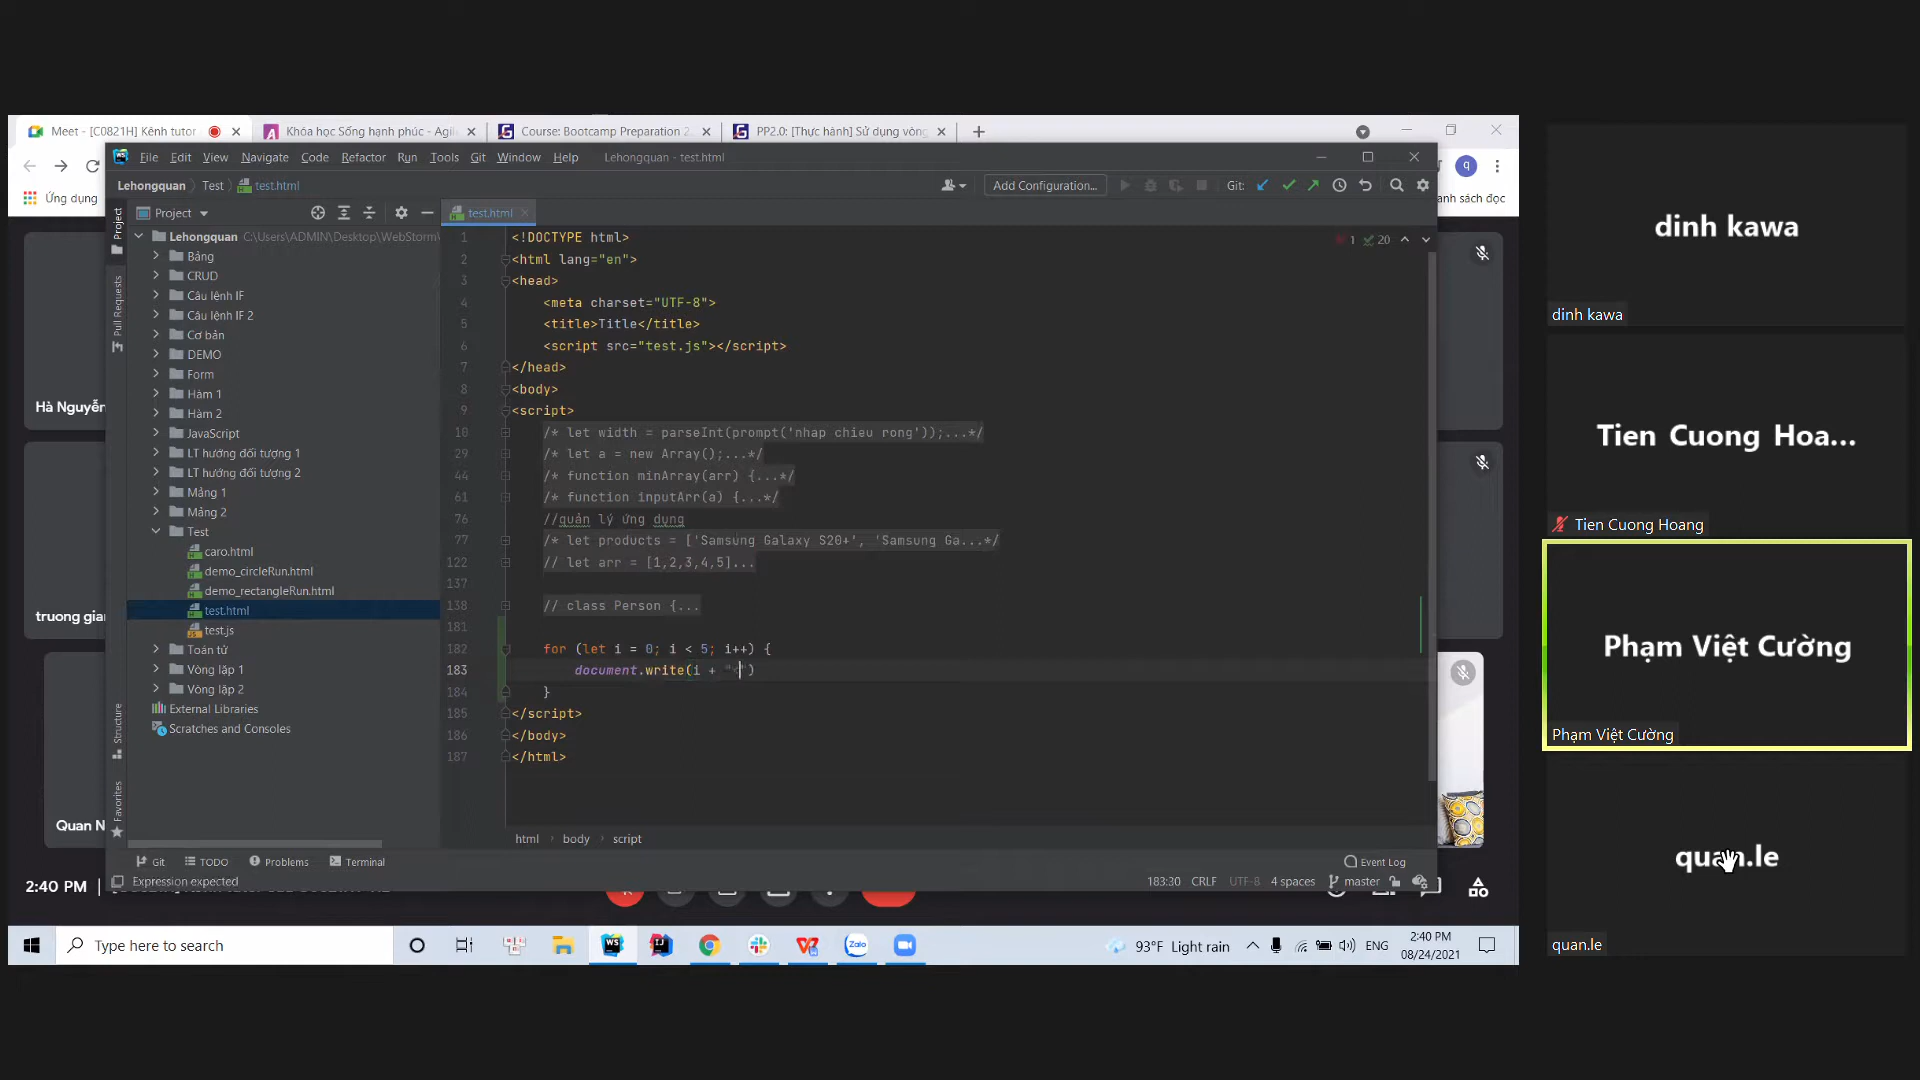 Meet - [C0821H] Kênh tutor
Khóa học Sống hạnh phúc - Agil
Course: Bootcamp Preparation 2.
PP2.0: [Thực hành] Sử dụng vòng
File Edit View Navigate Code Refactor Run Tools Git Window Help Lehongquan - test.html
q
Ứng dụng
anh sách đọc
Lehongquan Test test.html
Add Configuration...
Git:
Project
test.html
Project
Pull Requests
Structure
Favorites
Lehongquan C:\Users\ADMIN\Desktop\WebStorm\
Bảng
CRUD
Câu lệnh IF
Câu lệnh IF 2
Cơ bản
DEMO
Form
Hàm 1
Hàm 2
JavaScript
LT hướng đối tượng 1
LT hướng đối tượng 2
Mảng 1
Mảng 2
Test
caro.html
demo_circleRun.html
demo_rectangleRun.html
test.html
test.js
Toán tử
Vòng lặp 1
Vòng lặp 2
External Libraries
Scratches and Consoles
1 <!DOCTYPE html>
2 <html lang="en">
3 <head>
4 <meta charset="UTF-8">
5 <title>Title</title>
6 <script src="test.js"></script>
7 </head>
8 <body>
9 <script>
10 /* let width = parseInt(prompt('nhap chieu rong'));...*/
29 /* let a = new Array();...*/
44 /* function minArray(arr) {...*/
61 /* function inputArr(a) {...*/
76 //quản lý ứng dụng
77 /* let products = ['Samsung Galaxy S20+', 'Samsung Ga...*/
122 // let arr = [1,2,3,4,5]...
137
138 // class Person {...
181
182 for (let i = 0; i < 5; i++) {
183 document.write(i + "<")
184 }
185 </script>
186 </body>
187 </html>
1 20
html body script
Git TODO Problems Terminal
Event Log
Expression expected
183:30 CRLF UTF-8 4 spaces master
Hà Nguyễn
truong gian
Quan N
2:40 PM
Type here to search
Zalo
93°F Light rain
ENG
2:40 PM
08/24/2021
dinh kawa
dinh kawa
Tien Cuong Hoa...
Tien Cuong Hoang
Phạm Việt Cường
Phạm Việt Cường
quan.le
quan.le